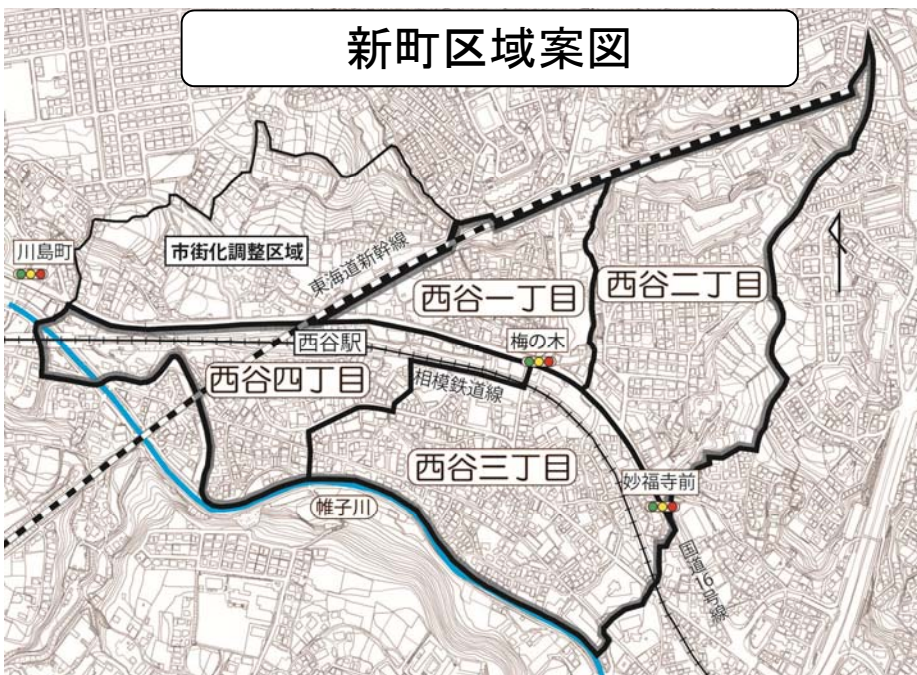 新町区域案図
川島町
市街化調整区域
東海道新幹線
西谷一丁目
西谷二丁目
西谷駅
梅の木
西谷四丁目
相模鉄道線
西谷三丁目
妙福寺前
帷子川
国道16号線